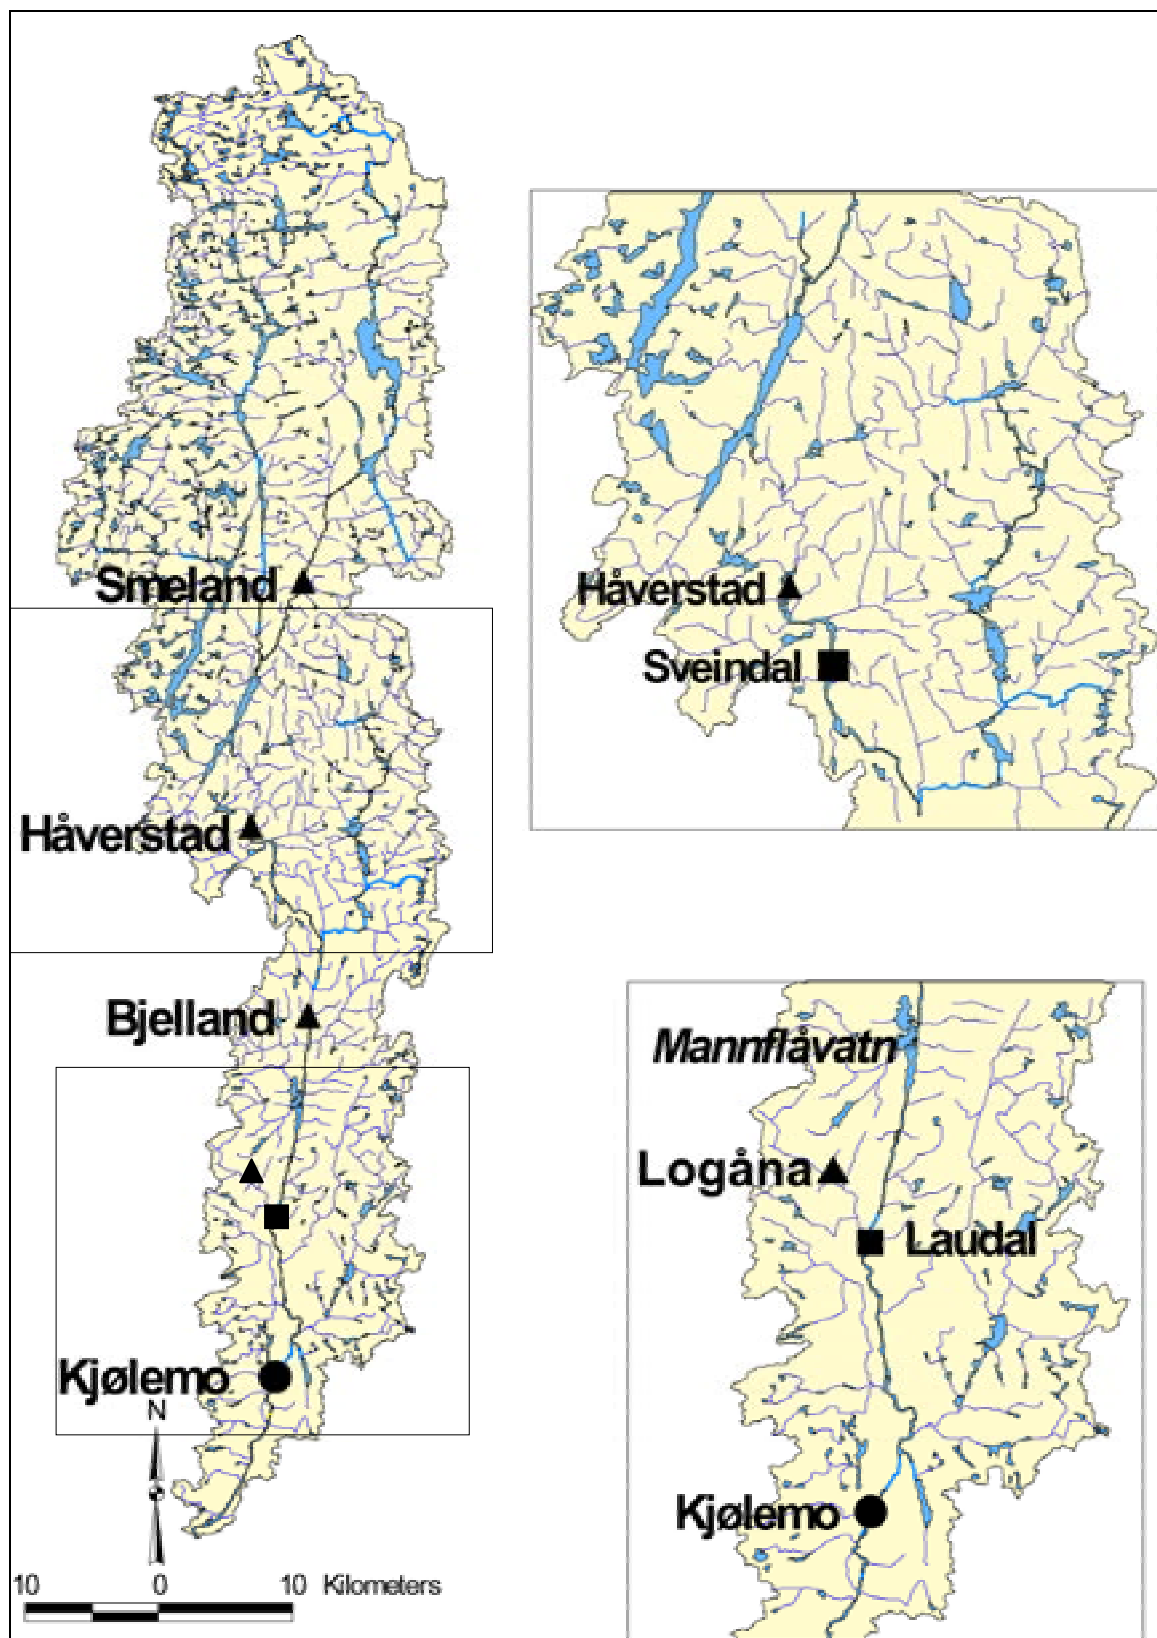 Smeland
Håverstad
Bjelland
Kjølemo
N
10 0 10 Kilometers
Håverstad
Sveindal
Mannflåvatn
Logåna
Laudal
Kjølemo